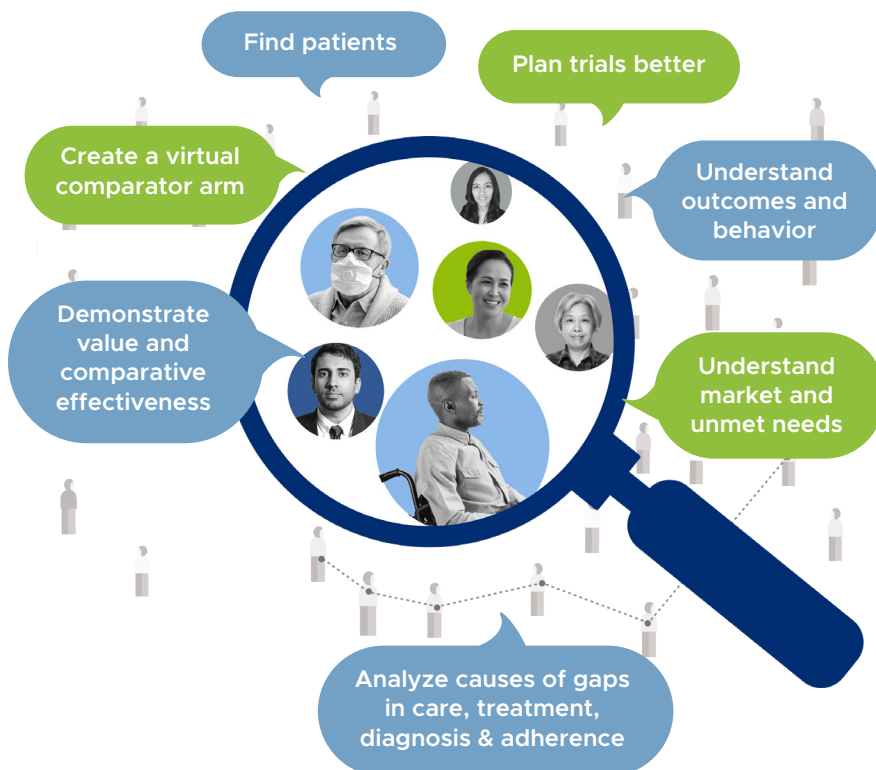 Find patients
Plan trials better
Create a virtual
comparator arm
Understand
outcomes and
behavior
Demonstrate
value and
comparative
effectiveness
Understand
market and
unmet needs
Analyze causes of gaps
in care, treatment,
diagnosis & adherence